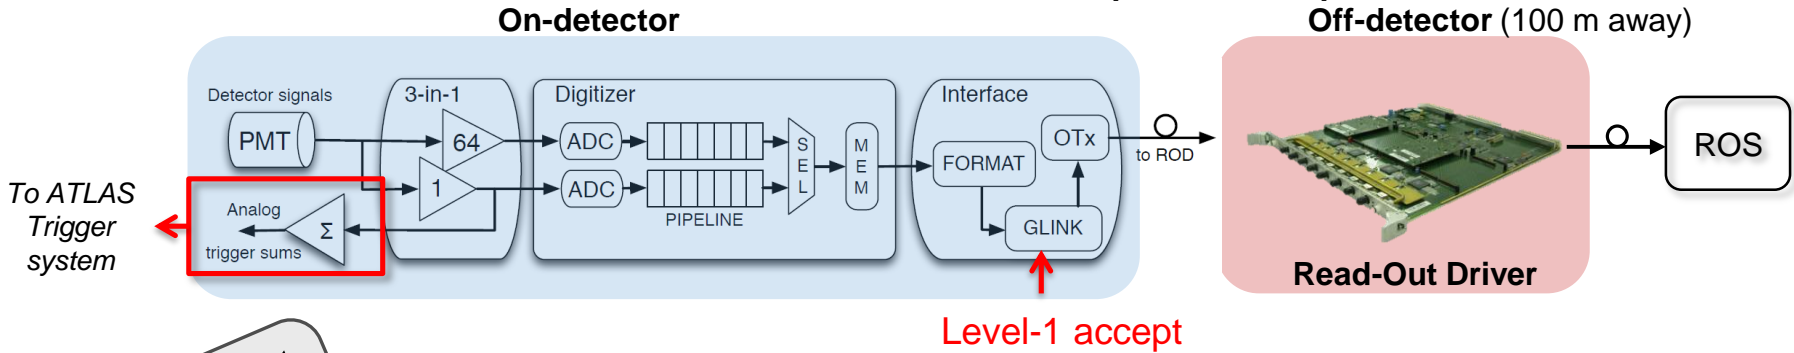 On-detector
Off-detector (100 m away)
Detector signals
3-in-1
Digitizer
Interface
PMT
64
ADC
SEL
MEM
FORMAT
OTx
to ROD
ROS
1
ADC
PIPELINE
GLINK
To ATLAS
Trigger
system
Analog
Σ
trigger sums
Read-Out Driver
Level-1 accept